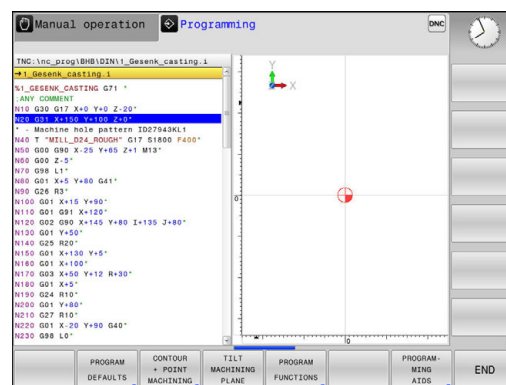 Manual operation
Programming
DNC
TNC:\nc_prog\BHB\DIN\1_Gesenk_casting.i
→1_Gesenk_casting.i
%1_GESENK_CASTING G71 *
;ANY COMMENT
N10 G30 G17 X+0 Y+0 Z-20*
N20 G31 X+150 Y+100 Z+0*
* - Machine hole pattern ID27943KL1
N40 T "MILL_D24_ROUGH" G17 S1800 F400*
N50 G00 G90 X-25 Y+65 Z+1 M13*
N60 G00 Z-5*
N70 G98 L1*
N80 G01 X+5 Y+80 G41*
N90 G26 R3*
N100 G01 X+15 Y+90*
N110 G01 G91 X+120*
N120 G02 G90 X+145 Y+80 I+135 J+80*
N130 G01 Y+50*
N140 G25 R20*
N150 G01 X+130 Y+5*
N160 G01 X+100*
N170 G03 X+50 Y+12 R+30*
N180 G01 X+5*
N190 G24 R10*
N200 G01 Y+80*
N210 G27 R10*
N220 G01 X-20 Y+90 G40*
N230 G98 L0*
Y
X
0
0
PROGRAM DEFAULTS
CONTOUR + POINT MACHINING
TILT MACHINING PLANE
PROGRAM FUNCTIONS
PROGRAM- MING AIDS
END